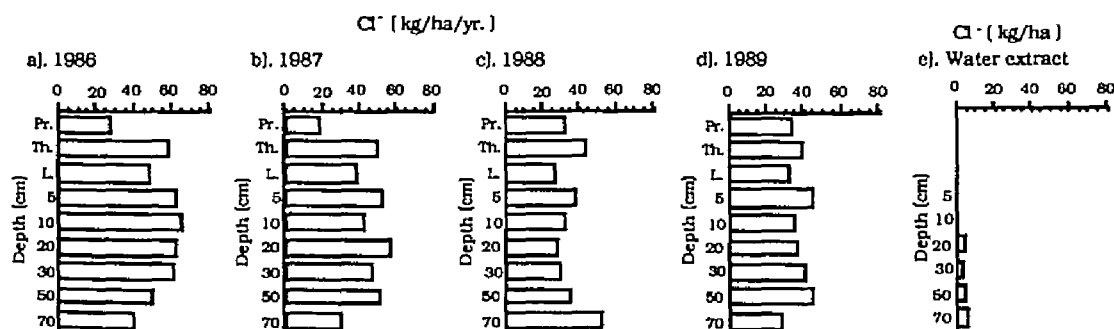 Cl⁻ [kg/ha/yr.]
Cl⁻ [kg/ha]
a]. 1986
b]. 1987
c]. 1988
d]. 1989
e]. Water extract
0 20 40 60 80
0 20 40 60 80
0 20 40 60 80
0 20 40 60 80
0 20 40 60 80
Depth [cm]
Pr.
Th.
L.
5
10
20
30
50
70
Depth [cm]
Pr.
Th.
L.
5
10
20
30
50
70
Depth [cm]
Pr.
Th.
L.
5
10
20
30
50
70
Depth [cm]
Pr.
Th.
L.
5
10
20
30
50
70
Depth [cm]
5
10
20
30
50
70